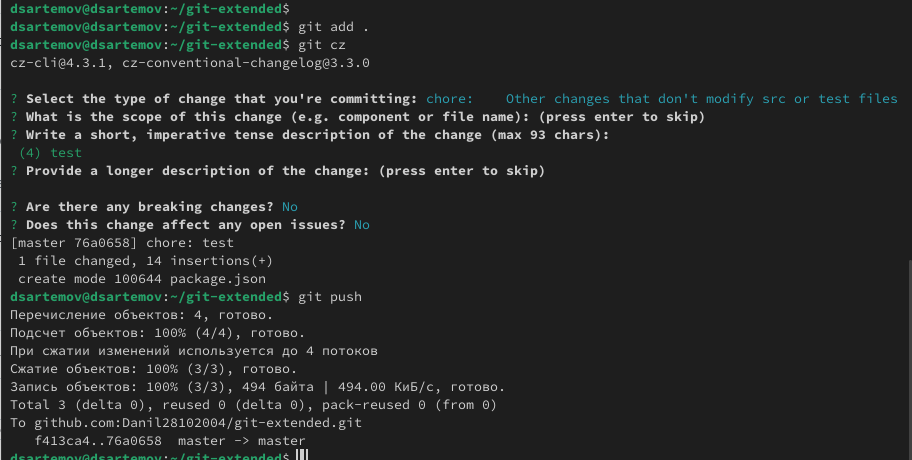 dsartemov@dsartemov:~/git-extended$
dsartemov@dsartemov:~/git-extended$ git add .
dsartemov@dsartemov:~/git-extended$ git cz
cz-cli@4.3.1, cz-conventional-changelog@3.3.0
? Select the type of change that you're committing: chore:    Other changes that don't modify src or test files
? What is the scope of this change (e.g. component or file name): (press enter to skip)
? Write a short, imperative tense description of the change (max 93 chars):
 (4) test
? Provide a longer description of the change: (press enter to skip)
? Are there any breaking changes? No
? Does this change affect any open issues? No
[master 76a0658] chore: test
 1 file changed, 14 insertions(+)
 create mode 100644 package.json
dsartemov@dsartemov:~/git-extended$ git push
Перечисление объектов: 4, готово.
Подсчет объектов: 100% (4/4), готово.
При сжатии изменений используется до 4 потоков
Сжатие объектов: 100% (3/3), готово.
Запись объектов: 100% (3/3), 494 байта | 494.00 КиБ/с, готово.
Total 3 (delta 0), reused 0 (delta 0), pack-reused 0 (from 0)
To github.com:Danil28102004/git-extended.git
   f413ca4..76a0658  master -> master
dsartemov@dsartemov:~/git-extended$